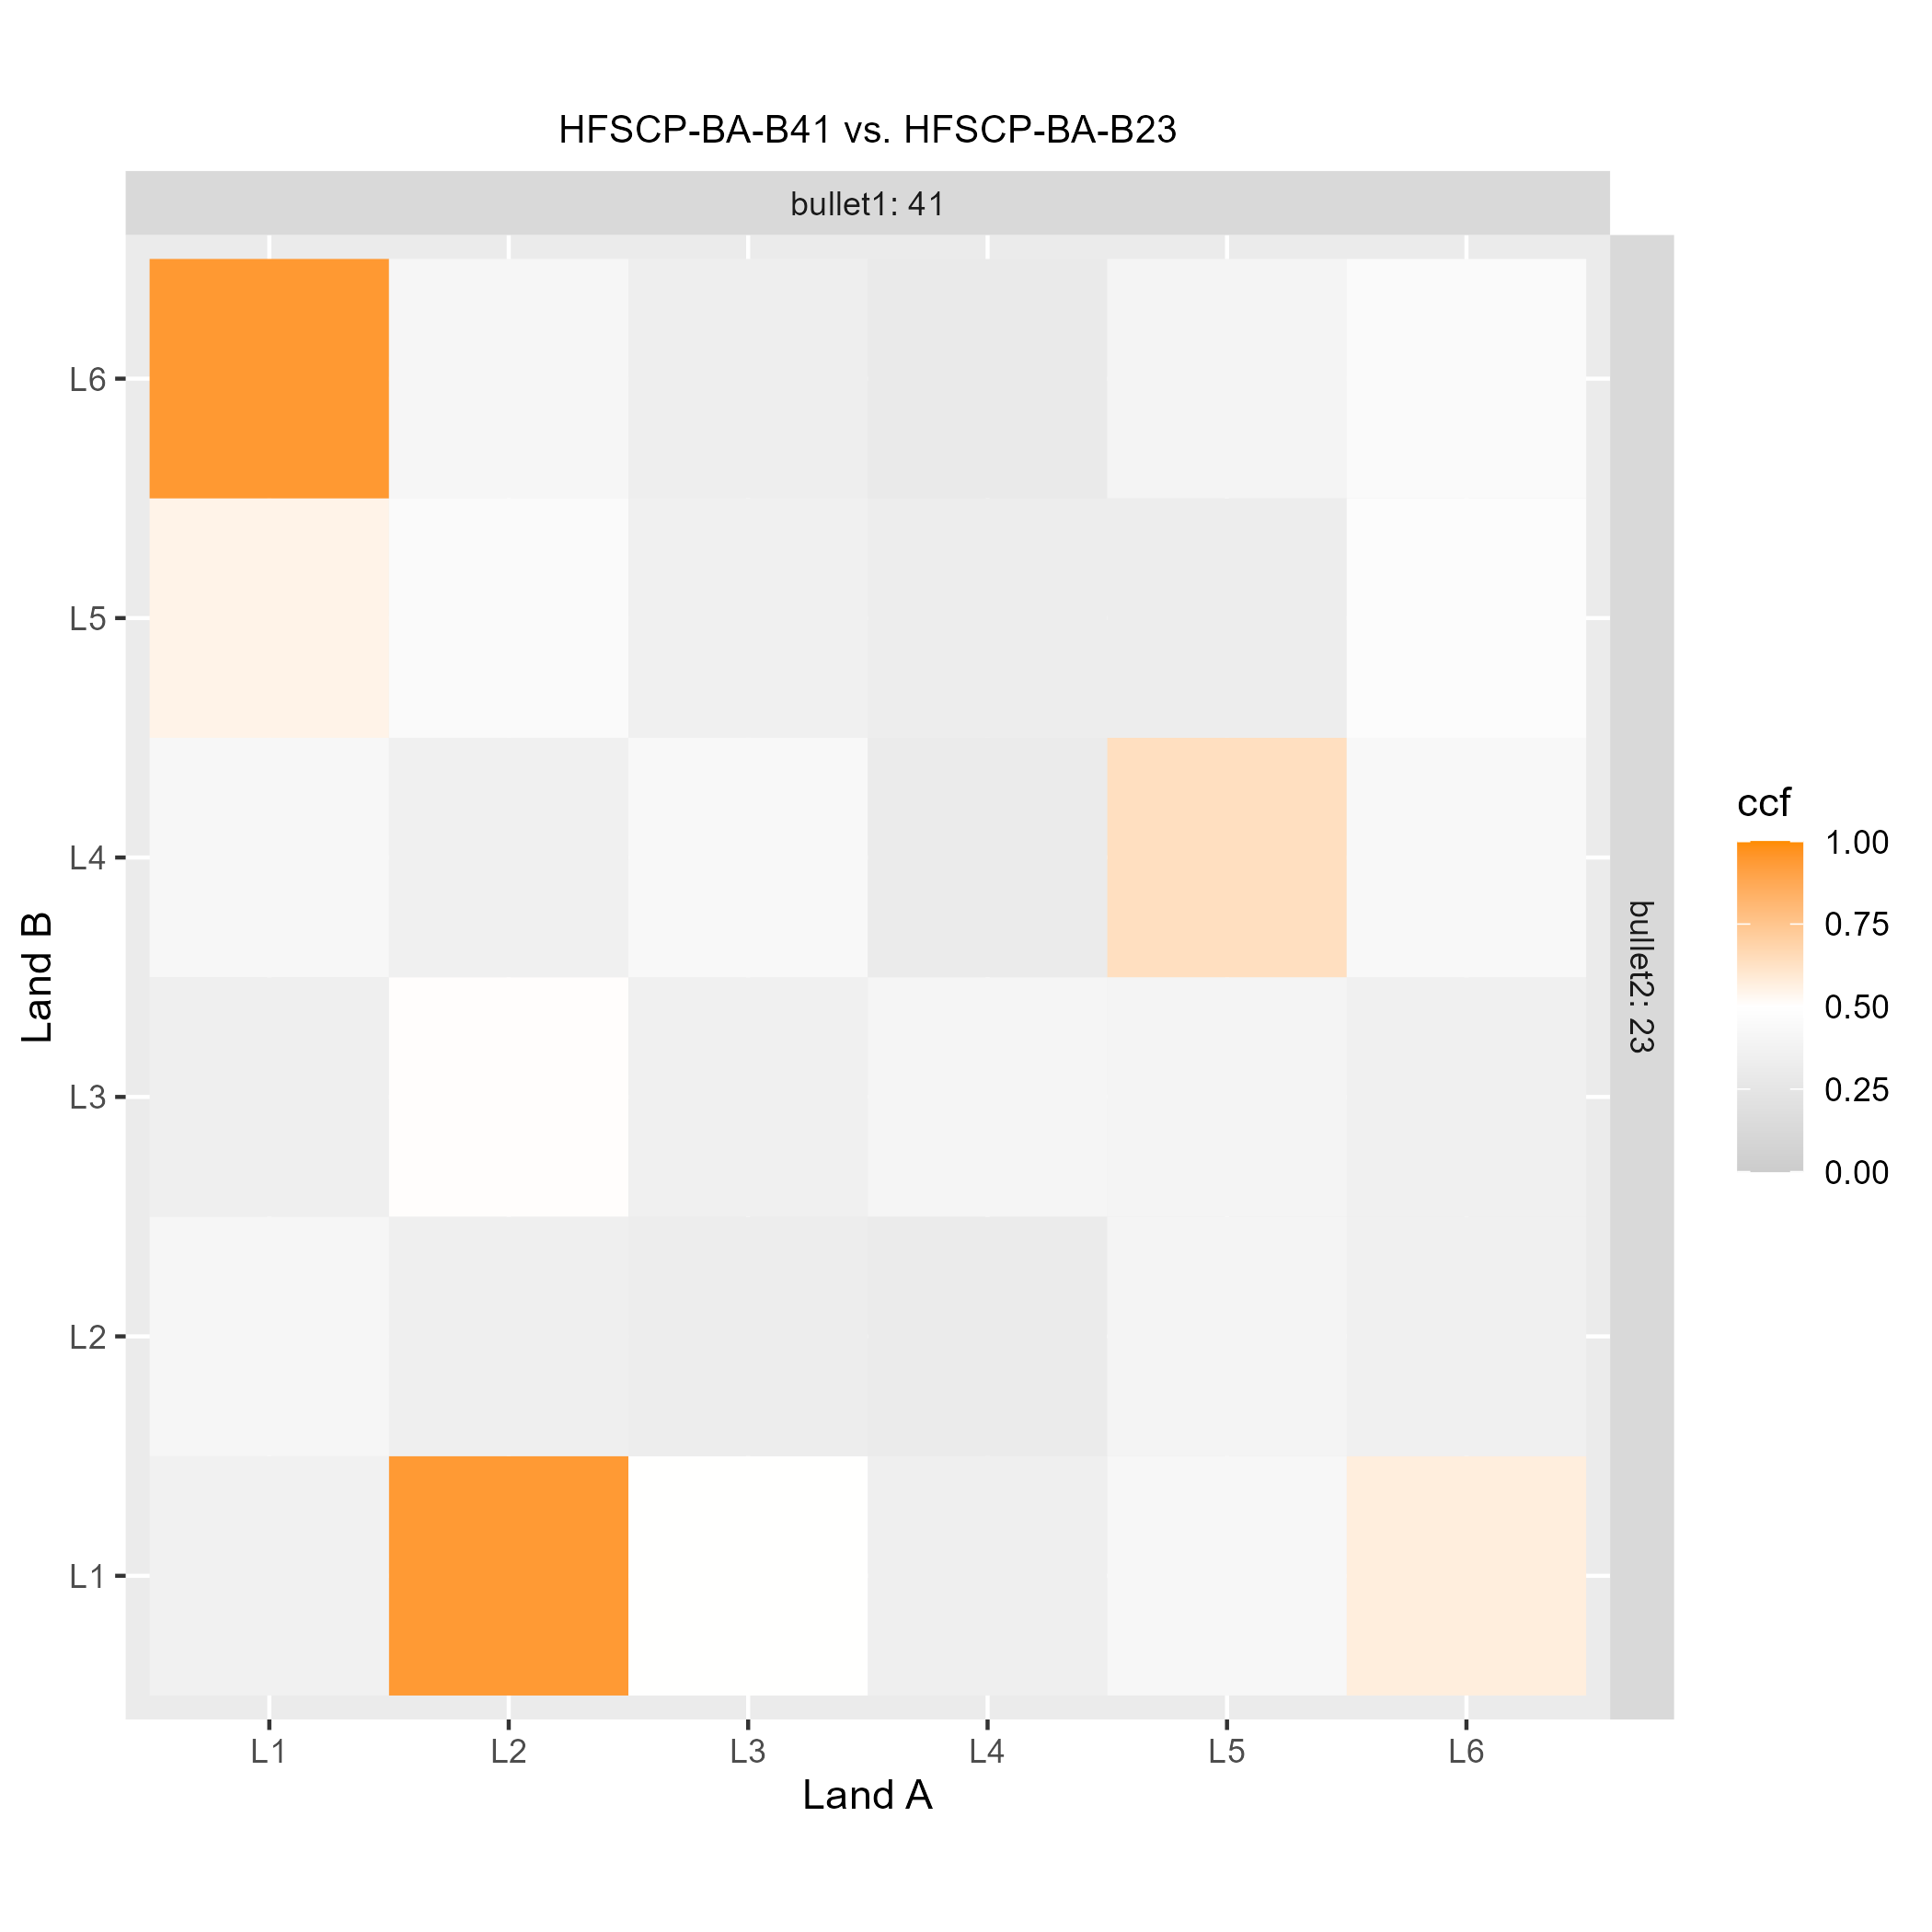 HFSCP-BA-B41 vs. HFSCP-BA-B23
bullet1: 41
L6
L5
L4
L3
L2
L1
Land B
L1 L2 L3 L4 L5 L6
Land A
bullet2: 23
ccf
1.00
0.75
0.50
0.25
0.00